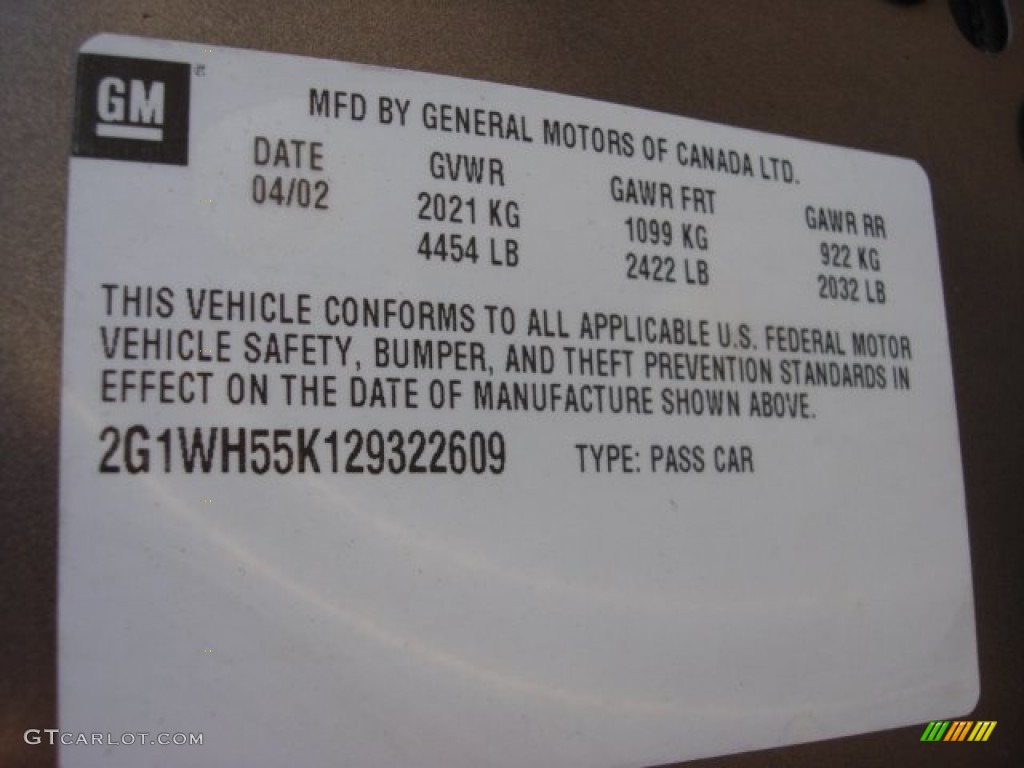 GM
MFD BY GENERAL MOTORS OF CANADA LTD.
DATE GVWR GAWR FRT GAWR RR
04/02 2021 KG 1099 KG 922 KG
4454 LB 2422 LB 2032 LB
THIS VEHICLE CONFORMS TO ALL APPLICABLE U.S. FEDERAL MOTOR
VEHICLE SAFETY, BUMPER, AND THEFT PREVENTION STANDARDS IN
EFFECT ON THE DATE OF MANUFACTURE SHOWN ABOVE.
2G1WH55K129322609 TYPE: PASS CAR
GTCARLOT.COM